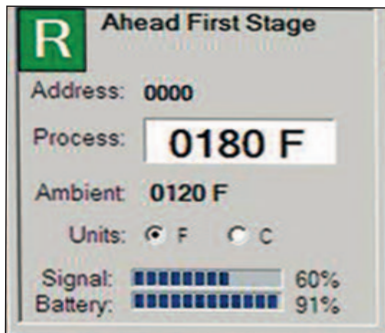 R
Ahead First Stage
Address: 0000
Process: 0180 F
Ambient: 0120 F
Units: F C
Signal: 60%
Battery: 91%